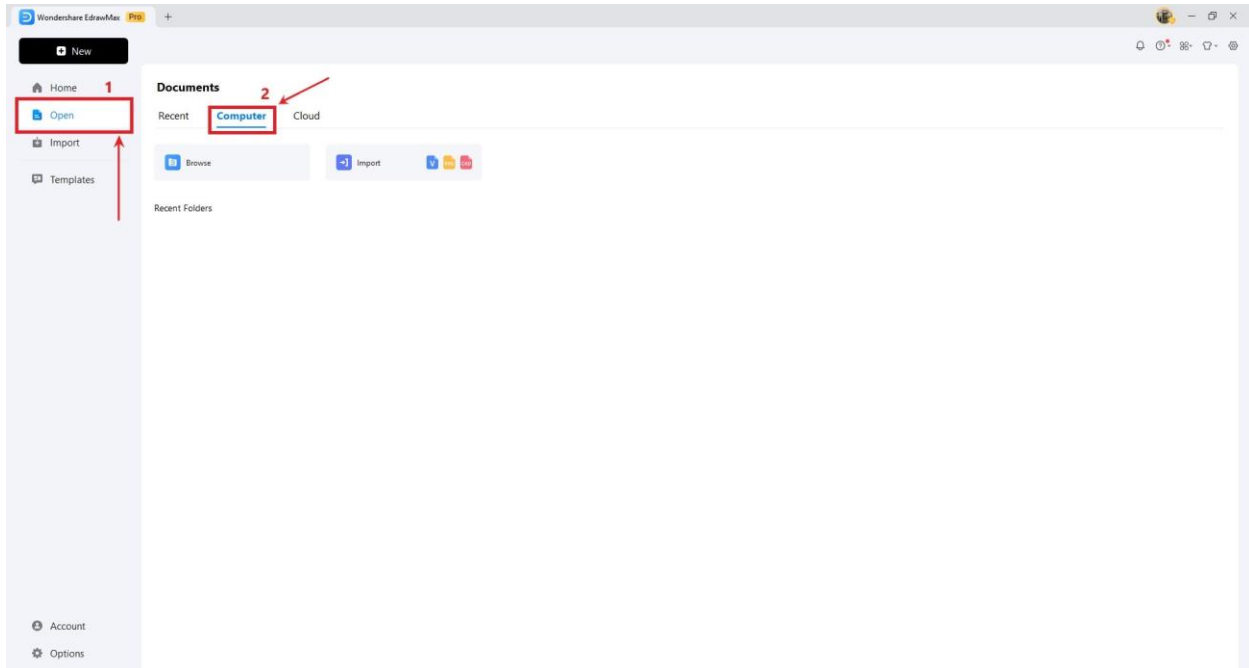 Wondershare EdrawMax Pro
New
Home 1
Open
Import
Templates
Documents
2
Recent Computer Cloud
Browse Import
Recent Folders
Account
Options